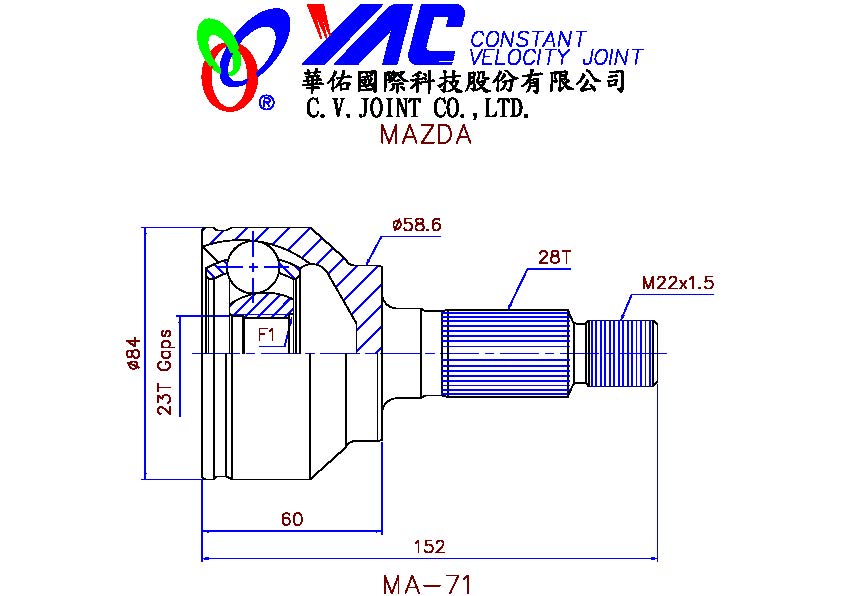 YAC CONSTANT
VELOCITY JOINT
®
華佑國際科技股份有限公司
C.V.JOINT CO.,LTD.
MAZDA
ø58.6
28T
M22x1.5
F1
ø84
23T Gaps
60
152
MA-71